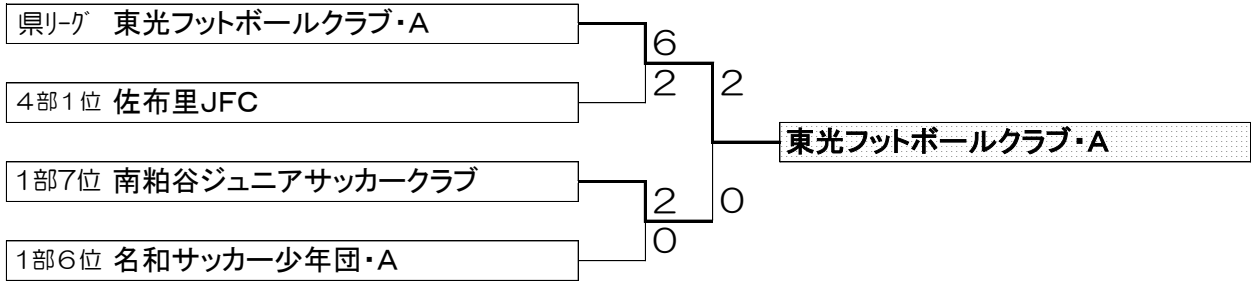 県ﾘｰｸﾞ 東光フットボールクラブ・A
6
2
4部1位 佐布里JFC
2
東光フットボールクラブ・A
1部7位 南粕谷ジュニアサッカークラブ
2
0
0
1部6位 名和サッカー少年団・A